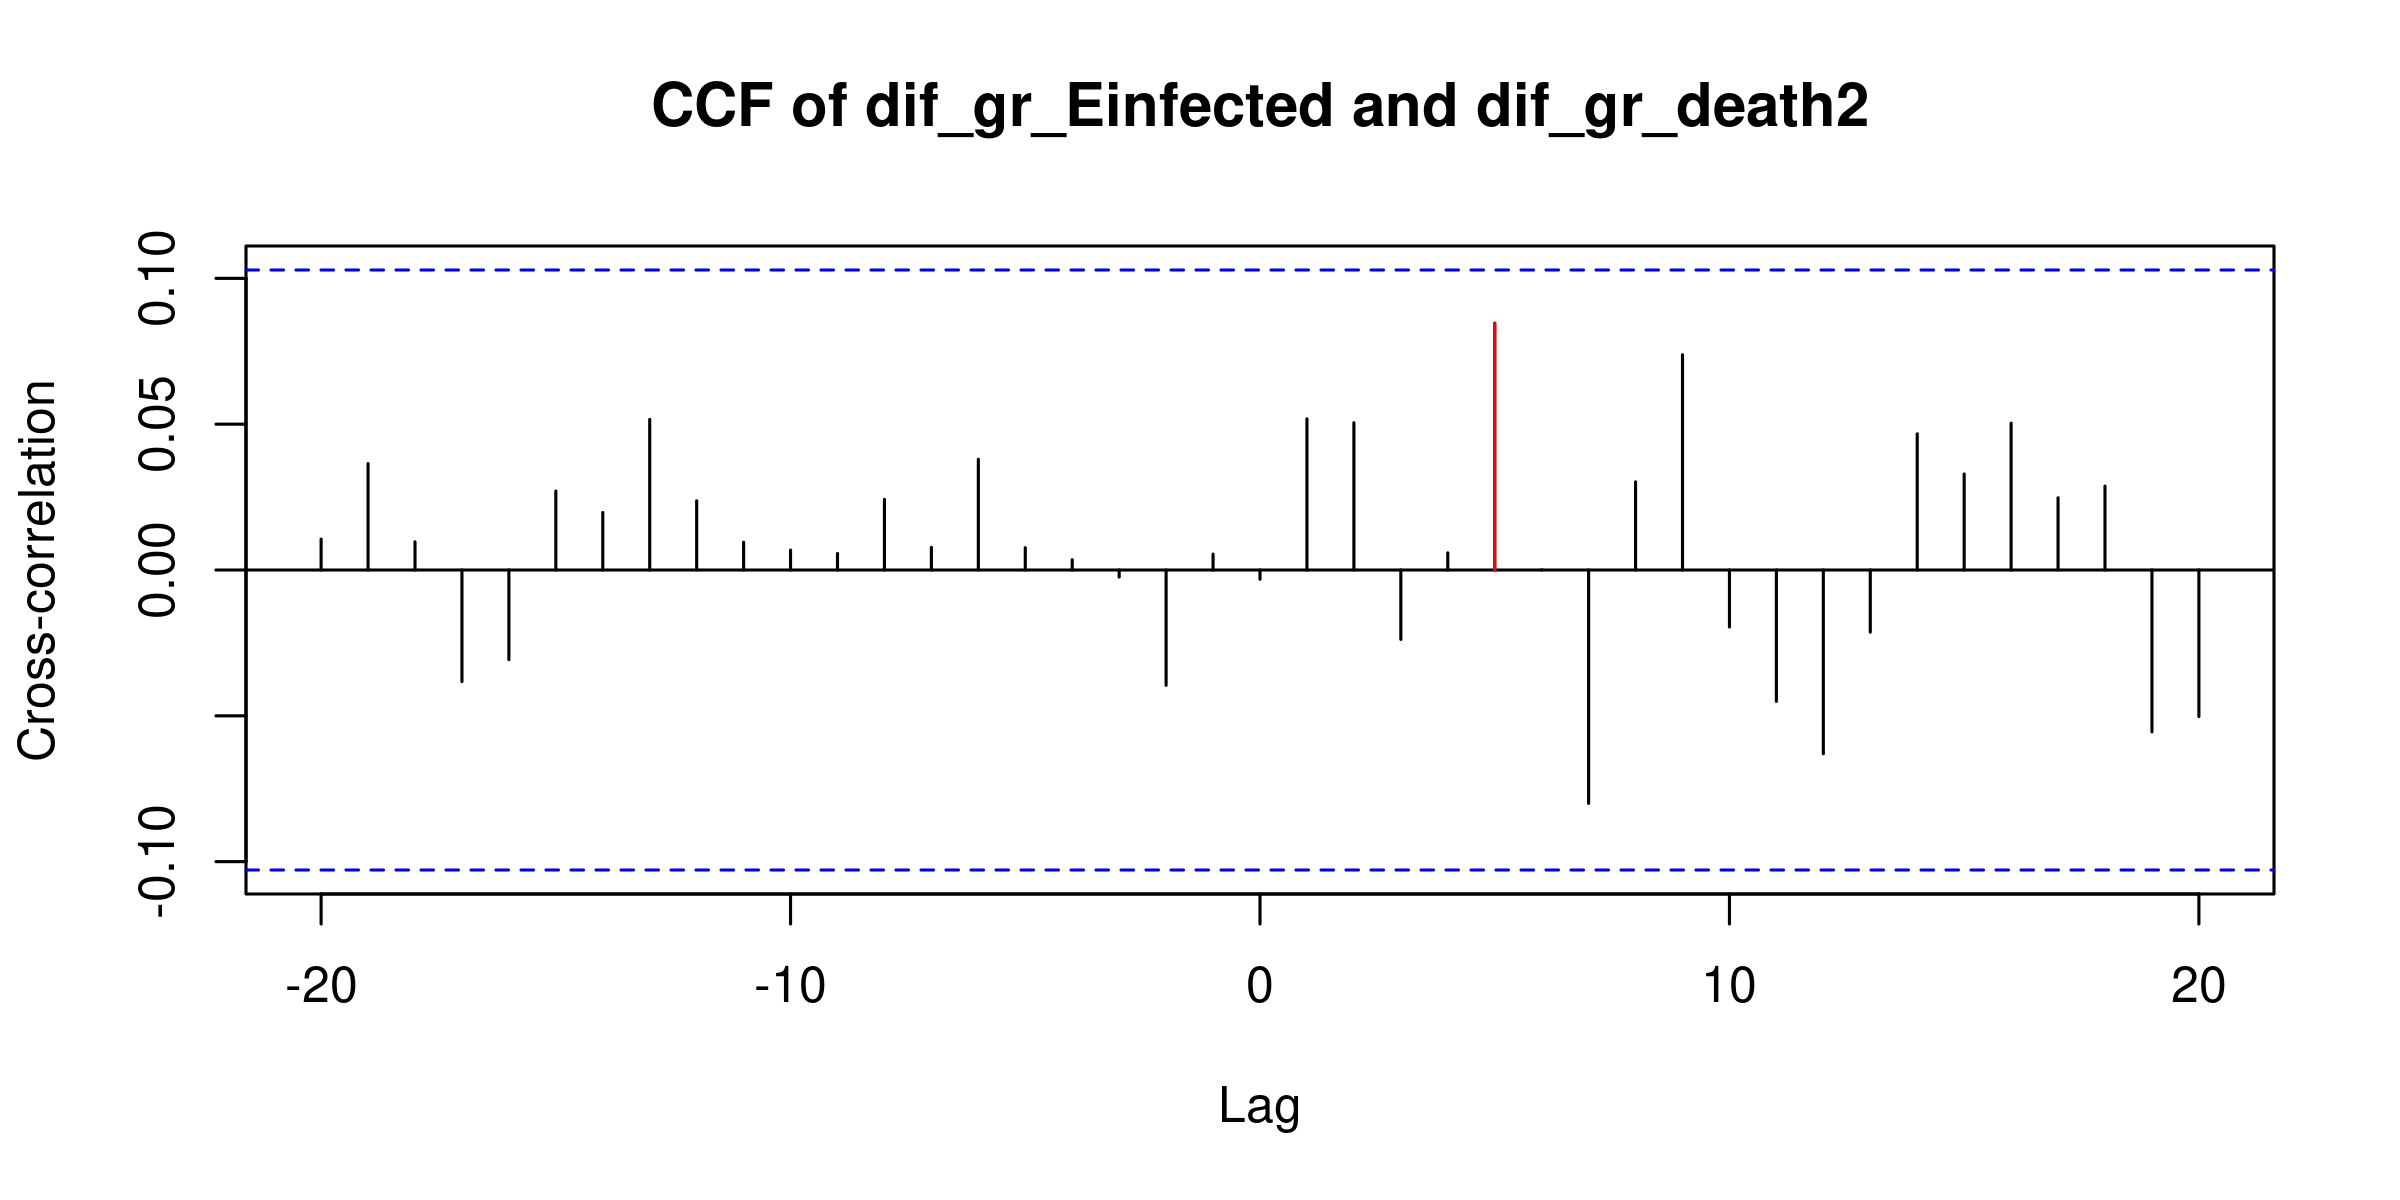 CCF of dif_gr_Einfected and dif_gr_death2
Cross-correlation
0.10
0.05
0.00
-0.10
-20 -10 0 10 20
Lag